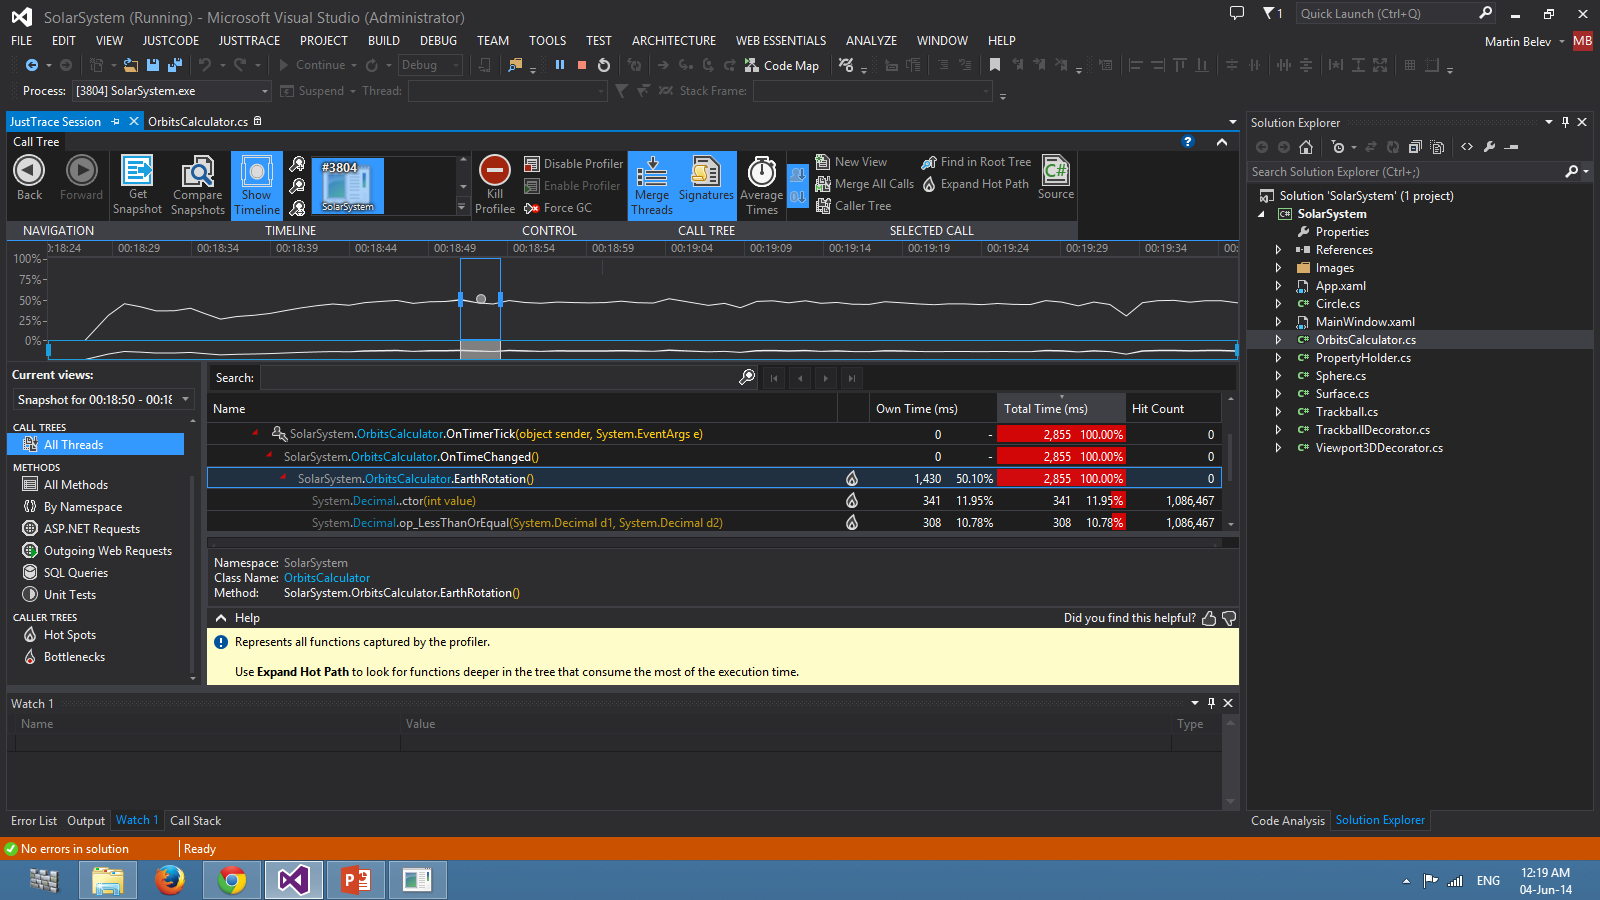 SolarSystem (Running) - Microsoft Visual Studio (Administrator)
1
Quick Launch (Ctrl+Q)
FILE EDIT VIEW JUSTCODE JUSTTRACE PROJECT BUILD DEBUG TEAM TOOLS TEST ARCHITECTURE WEB ESSENTIALS ANALYZE WINDOW HELP
Martin Belev MB
Continue Debug Code Map
Process: [3804] SolarSystem.exe Suspend Thread: Stack Frame:
JustTrace Session OrbitsCalculator.cs
Call Tree
Back
Forward
Get Snapshot
Compare Snapshots
Show Timeline
#3804
SolarSystem
Kill Profilee
Disable Profiler
Enable Profiler
Force GC
Merge Threads
Signatures
Average Times
New View
Merge All Calls
Caller Tree
Find in Root Tree
Expand Hot Path
Source
NAVIGATION TIMELINE CONTROL CALL TREE SELECTED CALL
0:18:24 00:18:29 00:18:34 00:18:39 00:18:44 00:18:49 00:18:54 00:18:59 00:19:04 00:19:09 00:19:14 00:19:19 00:19:24 00:19:29 00:19:34 00:
100%
75%
50%
25%
0%
Current views:
Snapshot for 00:18:50 - 00:18
CALL TREES
All Threads
METHODS
All Methods
By Namespace
ASP.NET Requests
Outgoing Web Requests
SQL Queries
Unit Tests
CALLER TREES
Hot Spots
Bottlenecks
Search:
Name Own Time (ms) Total Time (ms) Hit Count
SolarSystem.OrbitsCalculator.OnTimerTick(object sender, System.EventArgs e) 0 - 2,855 100.00% 0
SolarSystem.OrbitsCalculator.OnTimeChanged() 0 - 2,855 100.00% 0
SolarSystem.OrbitsCalculator.EarthRotation() 1,430 50.10% 2,855 100.00% 0
System.Decimal..ctor(int value) 341 11.95% 341 11.95% 1,086,467
System.Decimal.op_LessThanOrEqual(System.Decimal d1, System.Decimal d2) 308 10.78% 308 10.78% 1,086,467
Namespace: SolarSystem
Class Name: OrbitsCalculator
Method: SolarSystem.OrbitsCalculator.EarthRotation()
Help Did you find this helpful?
Represents all functions captured by the profiler.
Use Expand Hot Path to look for functions deeper in the tree that consume the most of the execution time.
Watch 1
Name Value Type
Error List Output Watch 1 Call Stack
Solution Explorer
Search Solution Explorer (Ctrl+;)
Solution 'SolarSystem' (1 project)
SolarSystem
Properties
References
Images
App.xaml
Circle.cs
MainWindow.xaml
OrbitsCalculator.cs
PropertyHolder.cs
Sphere.cs
Surface.cs
Trackball.cs
TrackballDecorator.cs
Viewport3DDecorator.cs
Code Analysis Solution Explorer
No errors in solution Ready
ENG
12:19 AM
04-Jun-14